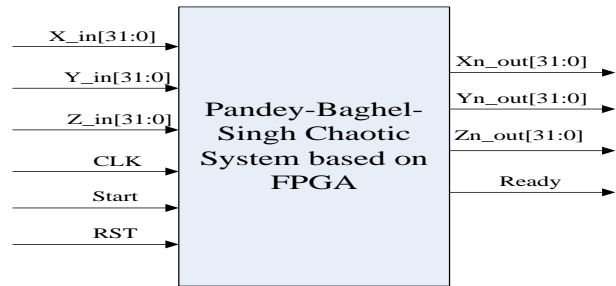 X_in[31:0]
Y_in[31:0]
Z_in[31:0]
CLK
Start
RST
Pandey-Baghel-
Singh Chaotic
System based on
FPGA
Xn_out[31:0]
Yn_out[31:0]
Zn_out[31:0]
Ready